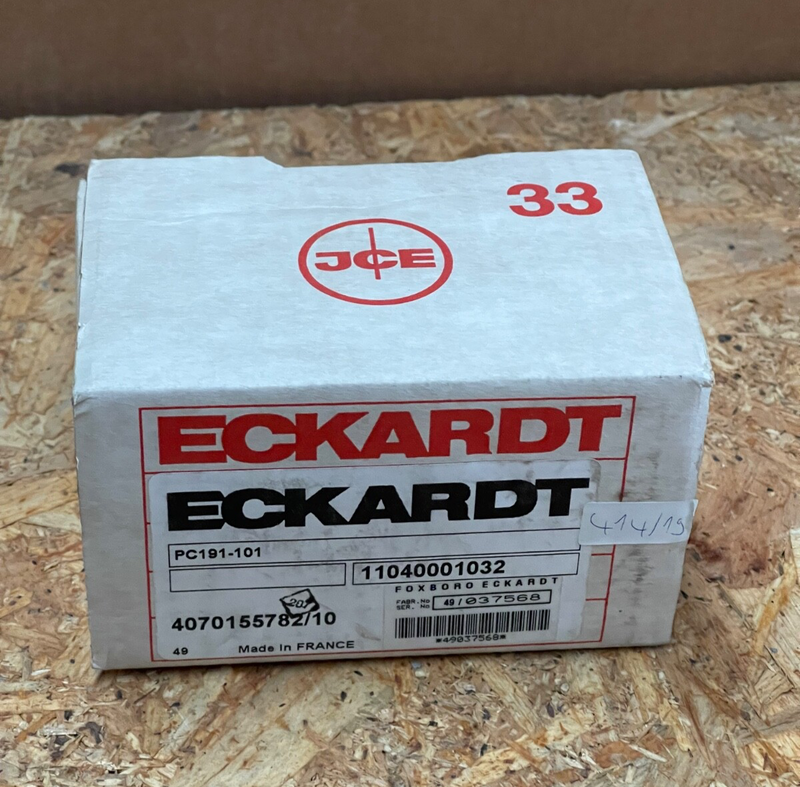 33
JCE
ECKARDT
ECKARDT
414/19
PC191-101
11040001032
FOXBORO ECKARDT
FABR.No
SER. No
49/037568
201
4070155782/10
*49037568*
49
Made in FRANCE